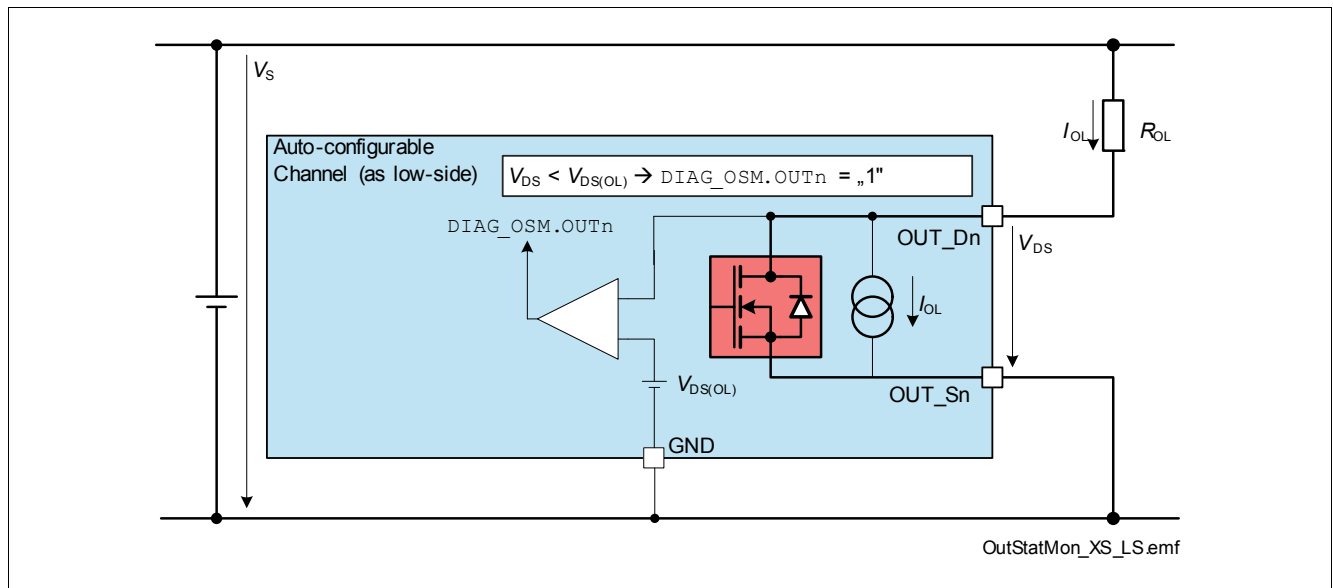 VS
Auto-configurable
Channel (as low-side)
VDS < VDS(OL) → DIAG_OSM.OUTn = „1"
IOL
ROL
DIAG_OSM.OUTn
OUT_Dn
VDS
IOL
VDS(OL)
OUT_Sn
GND
OutStatMon_XS_LS.emf